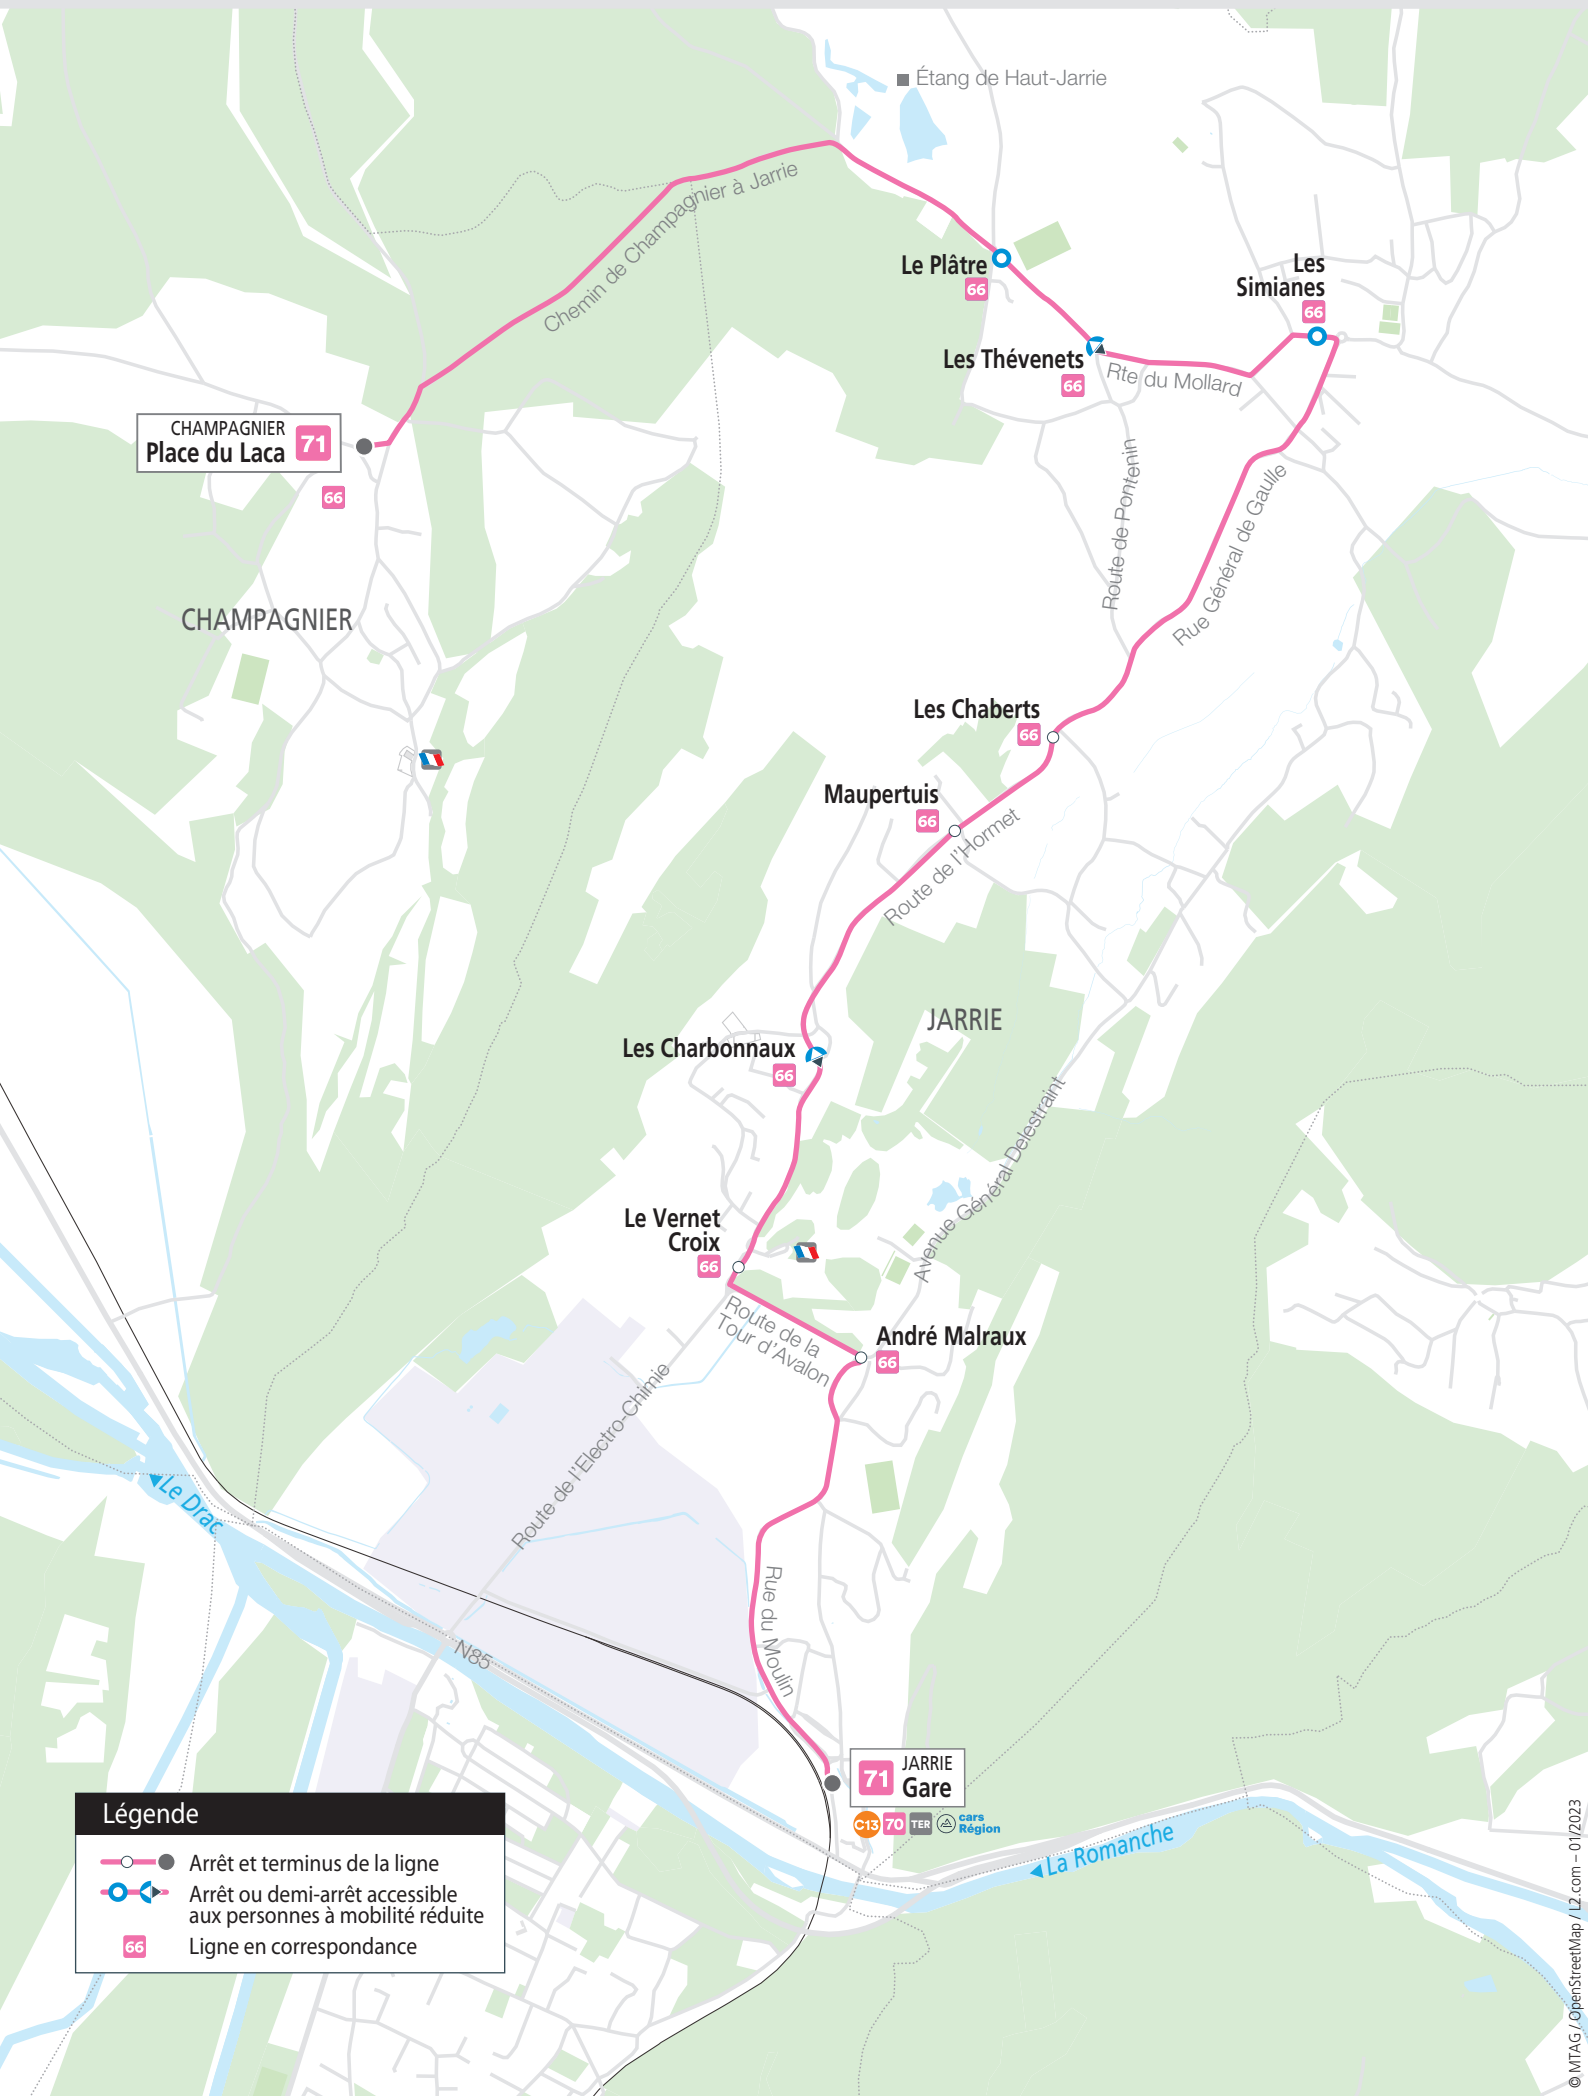 Étang de Haut-Jarrie
Chemin de Champagnier à Jarrie
Le Plâtre
66
Les
Simianes
66
Les Thévenets
66
Rte du Mollard
CHAMPAGNIER
Place du Laca
71
66
Route de Pontenin
Rue Général de Gaulle
CHAMPAGNIER
Les Chaberts
66
Maupertuis
66
Route de l'Hormet
JARRIE
Les Charbonnaux
66
Avenue Général Delestraint
Le Vernet
Croix
66
Route de la
Tour d'Avalon
André Malraux
66
Route de l'Electro-Chimie
Le Drac
Rue du Moulin
N85
71
JARRIE
Gare
C13 70 TER cars
Région
La Romanche
Légende
Arrêt et terminus de la ligne
Arrêt ou demi-arrêt accessible
aux personnes à mobilité réduite
66 Ligne en correspondance
© MTAG / OpenStreetMap / L2.com – 01/2023